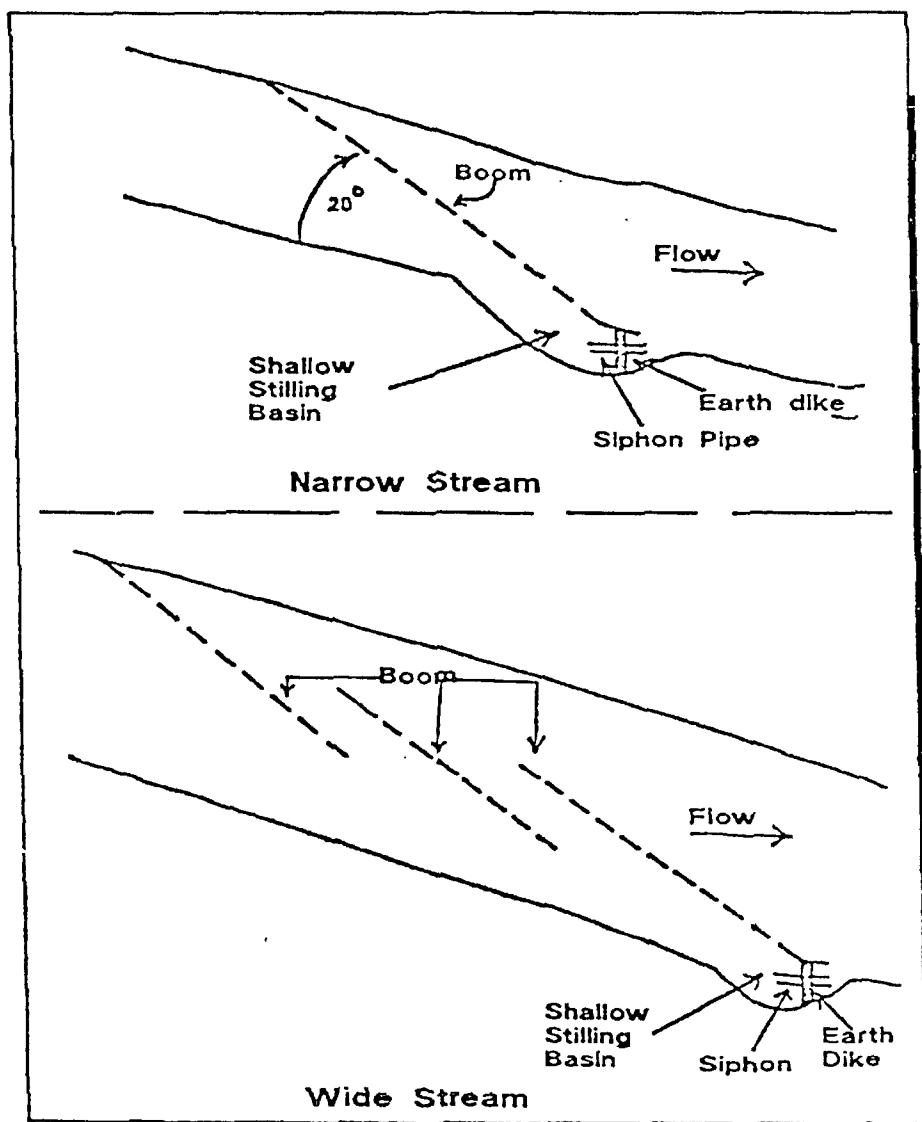 Boom
20°
Flow
Shallow
Stilling
Basin
Earth dike
Siphon Pipe
Narrow Stream
Boom
Flow
Shallow
Stilling
Basin
Siphon
Earth
Dike
Wide Stream